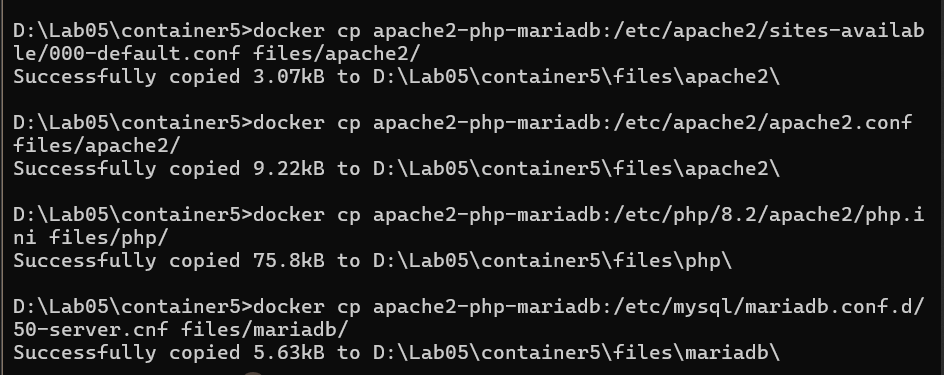 D:\Lab05\container5>docker cp apache2-php-mariadb:/etc/apache2/sites-availab
le/000-default.conf files/apache2/
Successfully copied 3.07kB to D:\Lab05\container5\files\apache2\
D:\Lab05\container5>docker cp apache2-php-mariadb:/etc/apache2/apache2.conf
files/apache2/
Successfully copied 9.22kB to D:\Lab05\container5\files\apache2\
D:\Lab05\container5>docker cp apache2-php-mariadb:/etc/php/8.2/apache2/php.i
ni files/php/
Successfully copied 75.8kB to D:\Lab05\container5\files\php\
D:\Lab05\container5>docker cp apache2-php-mariadb:/etc/mysql/mariadb.conf.d/
50-server.cnf files/mariadb/
Successfully copied 5.63kB to D:\Lab05\container5\files\mariadb\